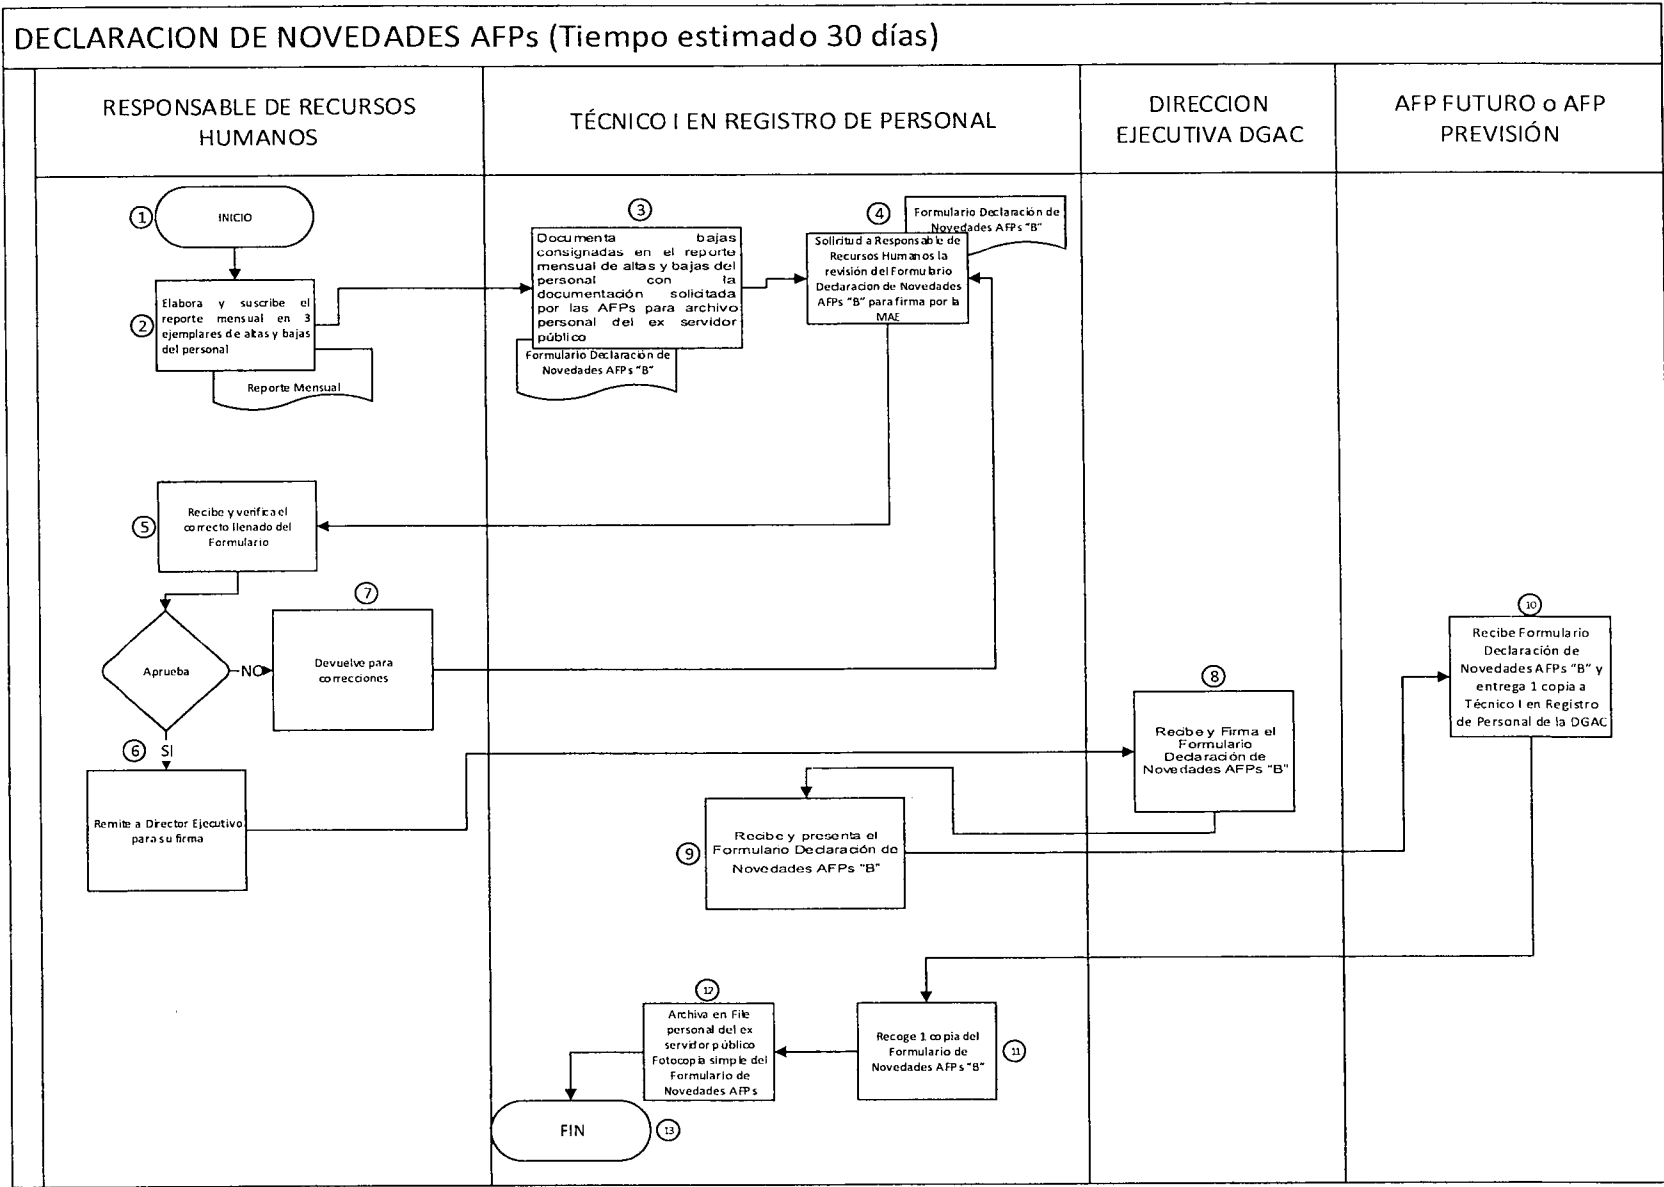 DECLARACION DE NOVEDADES AFPs (Tiempo estimado 30 días)
RESPONSABLE DE RECURSOS
HUMANOS
TÉCNICO I EN REGISTRO DE PERSONAL
DIRECCION
EJECUTIVA DGAC
AFP FUTURO o AFP
PREVISIÓN
1
INICIO
2
Elabora y suscribe el
reporte mensual en 3
ejemplares de altas y bajas
del personal
Reporte Mensual
3
Documenta bajas
consignadas en el reporte
mensual de altas y bajas del
personal con la
documentación solicitada
por las AFPs para archivo
personal del ex servidor
público
Formulario Declaración de
Novedades AFPs "B"
4
Formulario Declaración de
Novedades AFPs "B"
Sollritud a Responsable de
Recursos Humanos la
revisión del Formulario
Declaracion de Novedades
AFPs "B" para firma por la
MAE
5
Recibe y verifica el
correcto llenado del
Formulario
Aprueba
NO
7
Devuelve para
correcciones
SI
6
Remite a Director Ejecutivo
para su firma
8
Recibe y Firma el
Formulario
Declaración de
Novedades AFPs "B"
9
Recibe y presenta el
Formulario Declaración de
Novedades AFPs "B"
10
Recibe Formulario
Declaración de
Novedades AFPs "B" y
entrega 1 copia a
Técnico I en Registro
de Personal de la DGAC
11
Recoge 1 copia del
Formulario de
Novedades AFPs "B"
12
Archiva en File
personal del ex
servidor público
Fotocopia simple del
Formulario de
Novedades AFPs
FIN
13